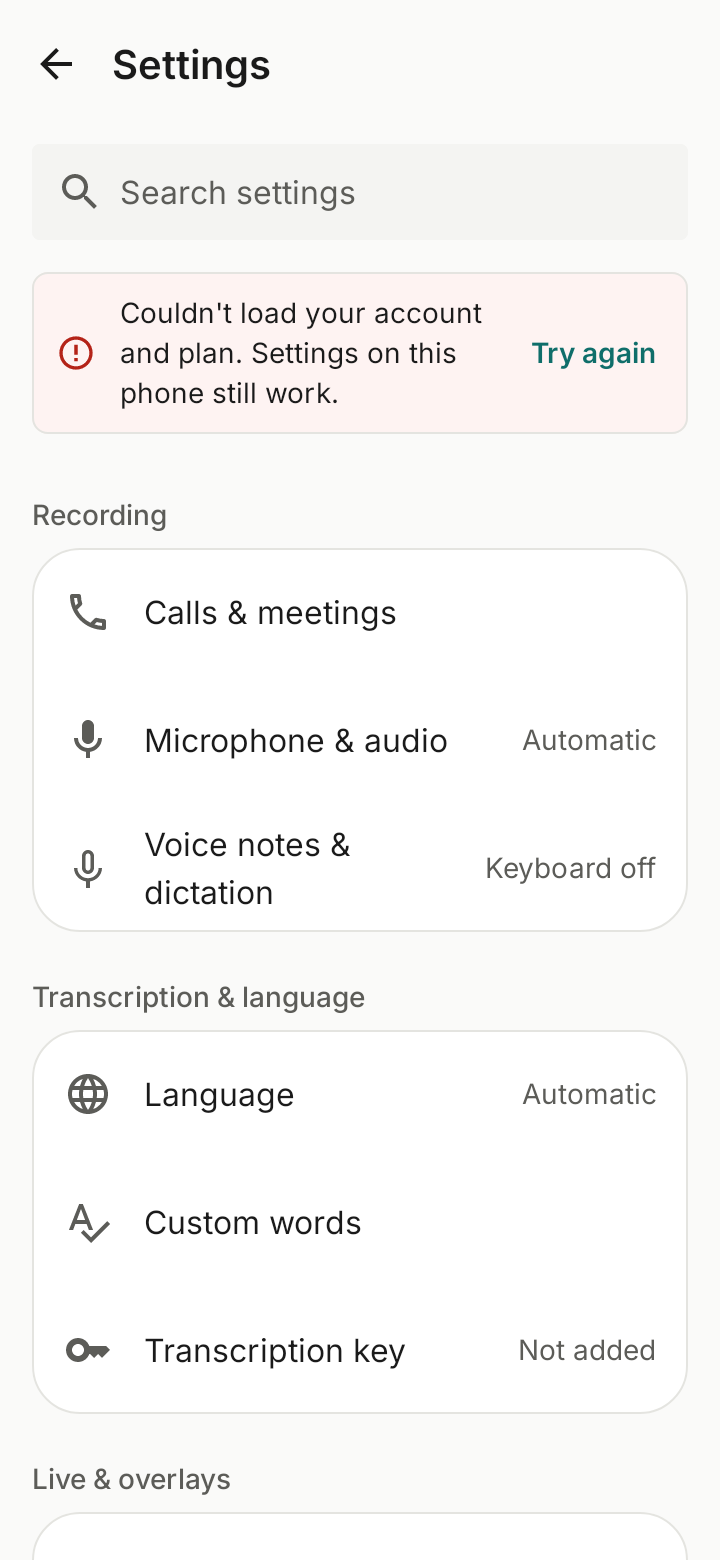 Settings
Search settings
Couldn't load your account
and plan. Settings on this
phone still work.
Try again
Recording
Calls & meetings
Microphone & audio
Automatic
Voice notes &
dictation
Keyboard off
Transcription & language
Language
Automatic
Custom words
Transcription key
Not added
Live & overlays